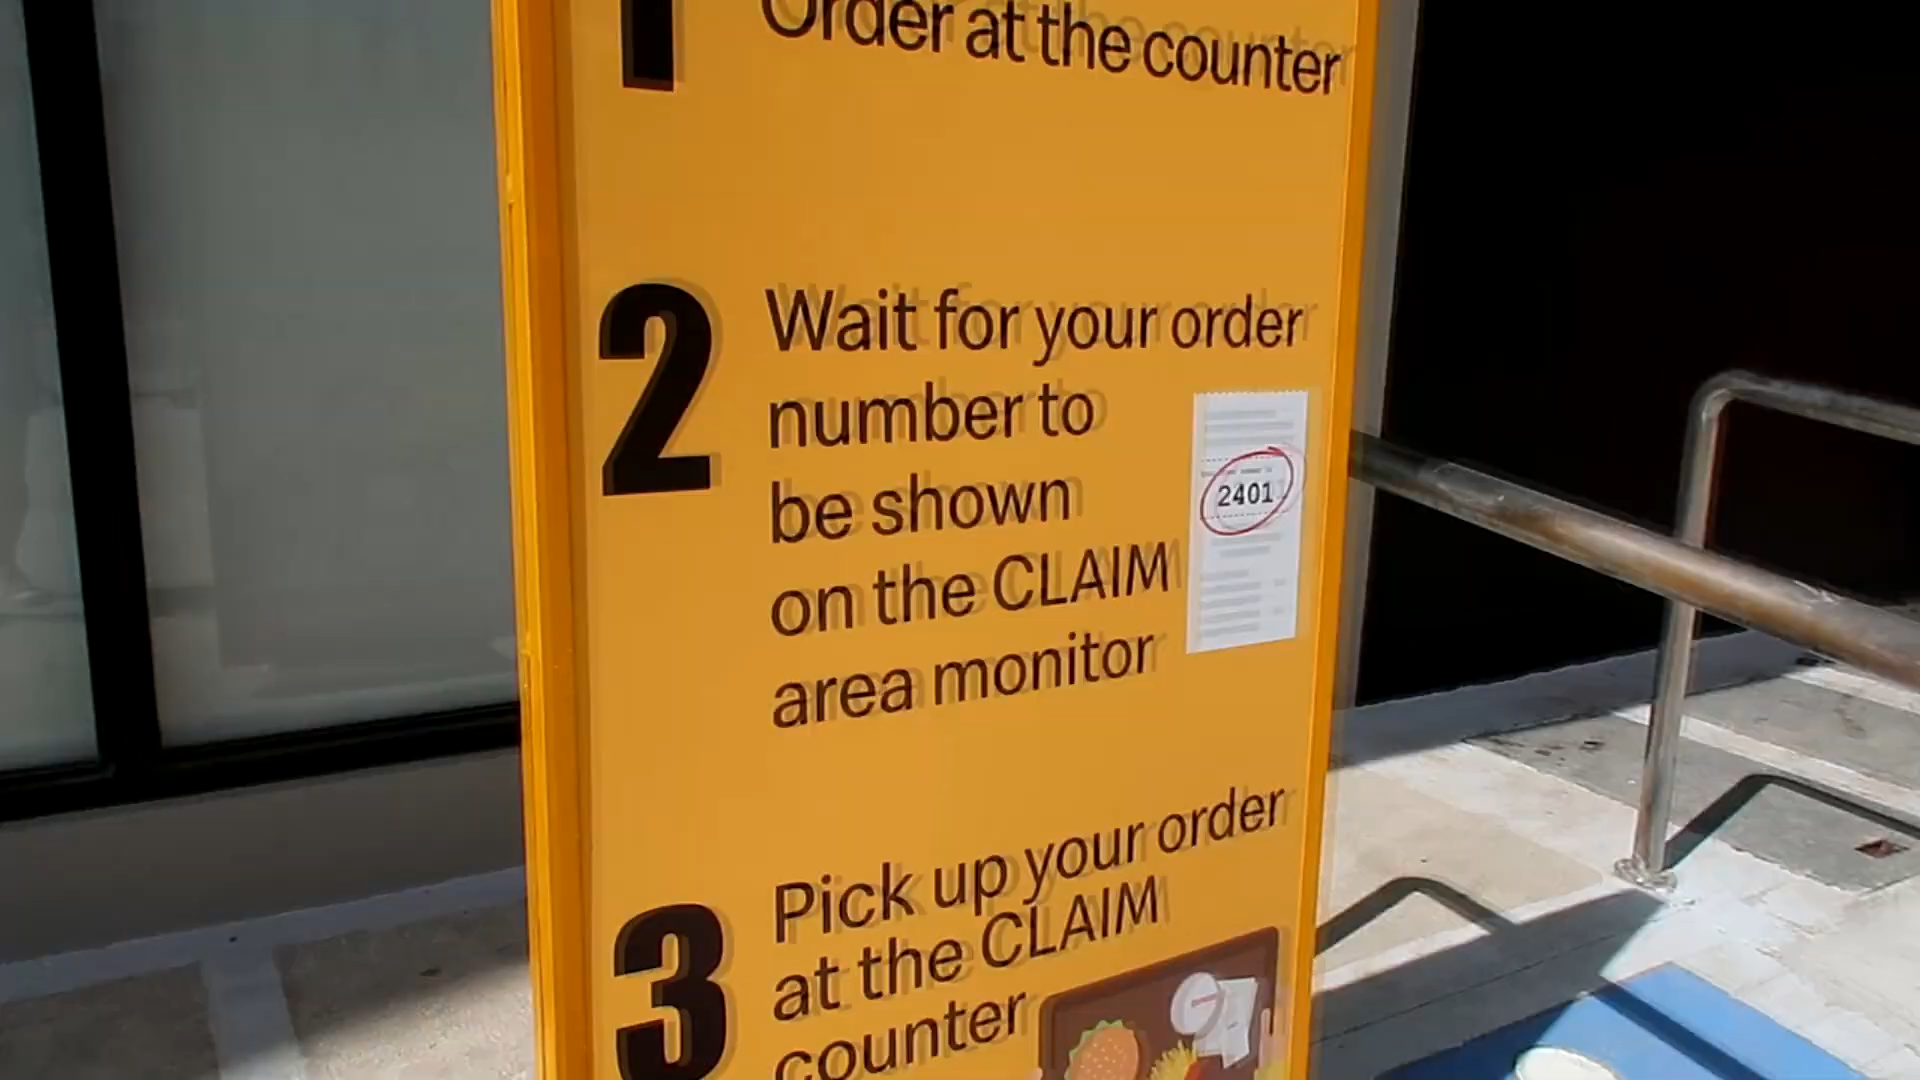 1
Order at the counter
2
Wait for your order
number to
be shown
on the CLAIM
area monitor
2401
3
Pick up your order
at the CLAIM
counter